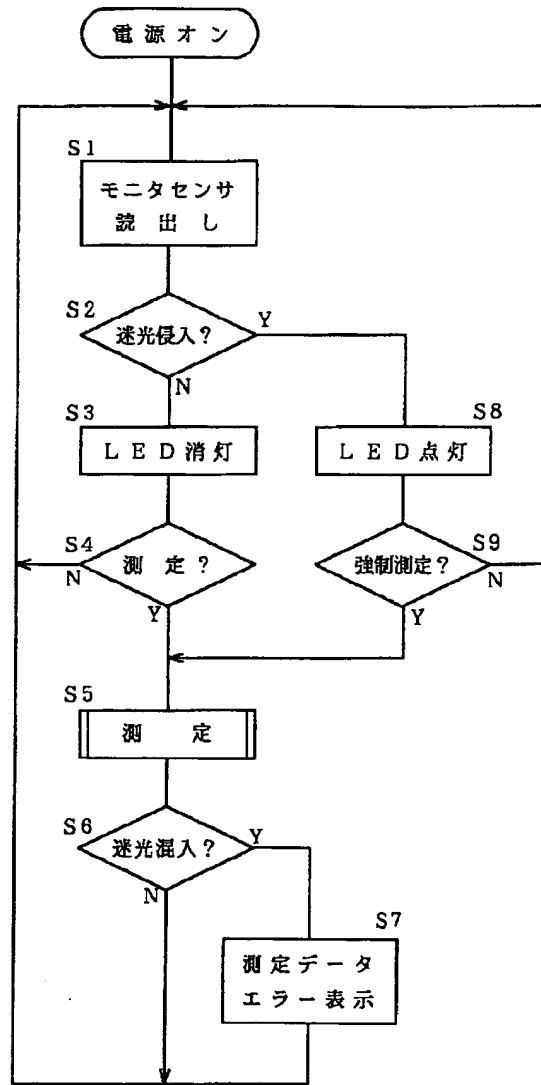 電源オン
S1
モニタセンサ
読出し
S2
迷光侵入？
Y
N
S3
LED消灯
S8
LED点灯
S4
測定？
N
Y
S9
強制測定？
N
Y
S5
測定
S6
迷光混入？
Y
N
S7
測定データ
エラー表示